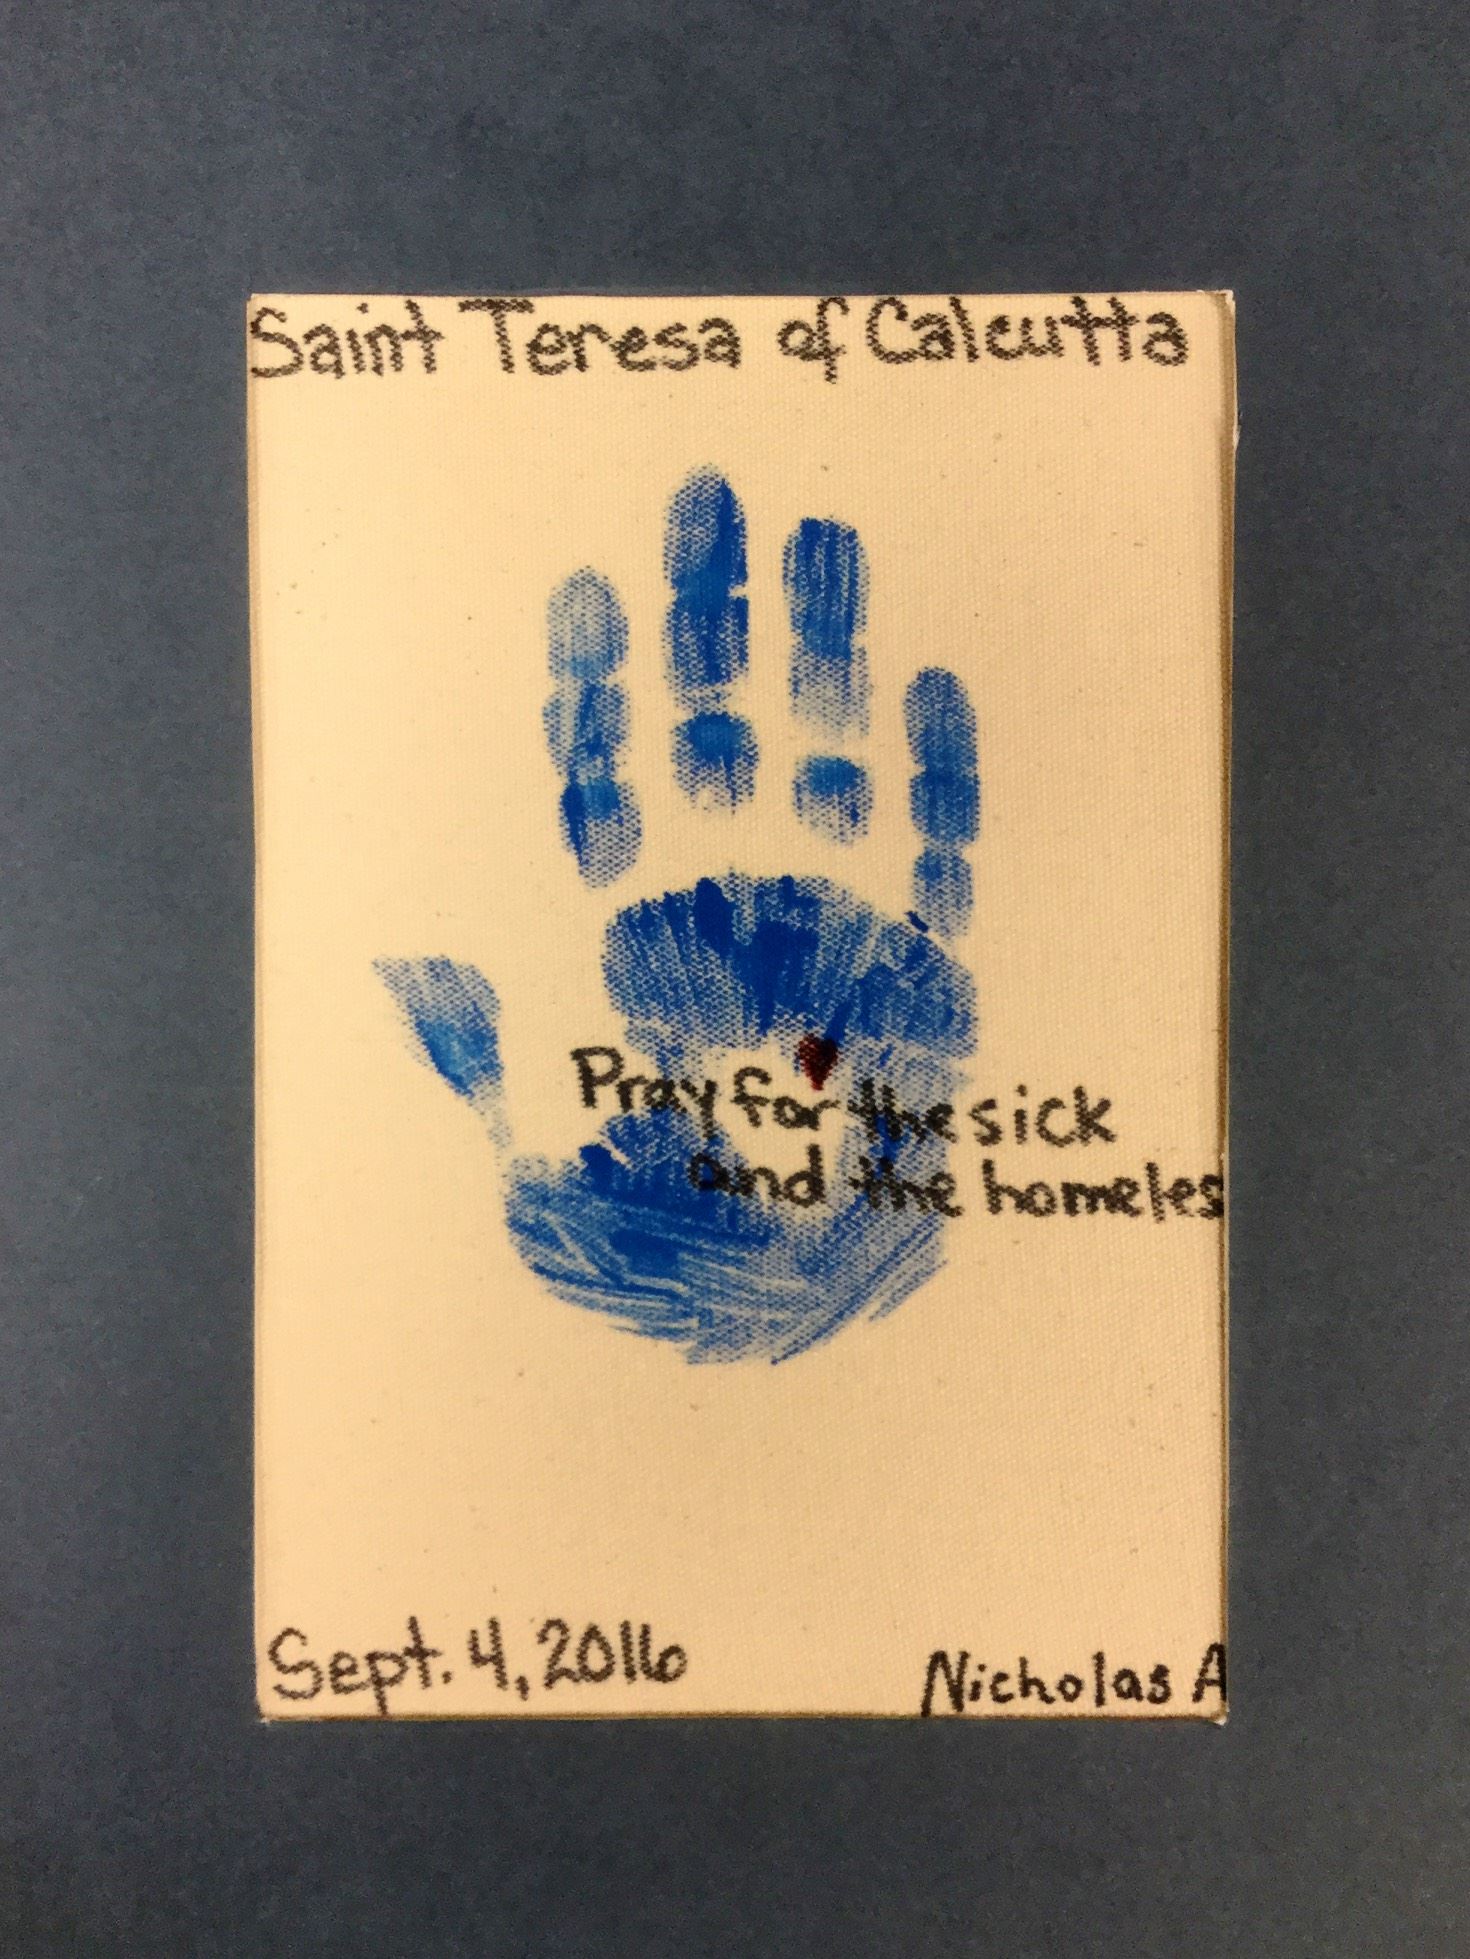 Saint Teresa of Calcutta
Pray for the sick
and the homeles
Sept. 4, 2016
Nicholas A